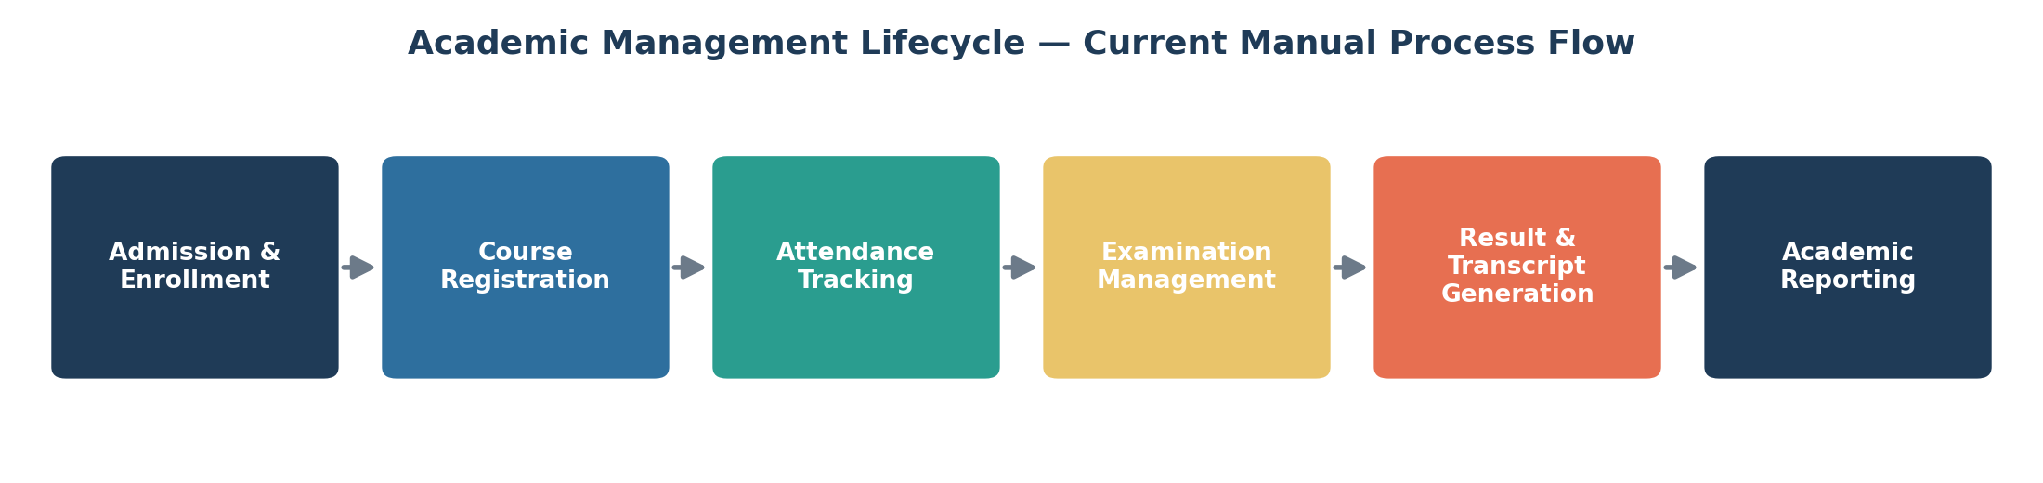 Academic Management Lifecycle — Current Manual Process Flow
Admission &
Enrollment
Course
Registration
Attendance
Tracking
Examination
Management
Result &
Transcript
Generation
Academic
Reporting